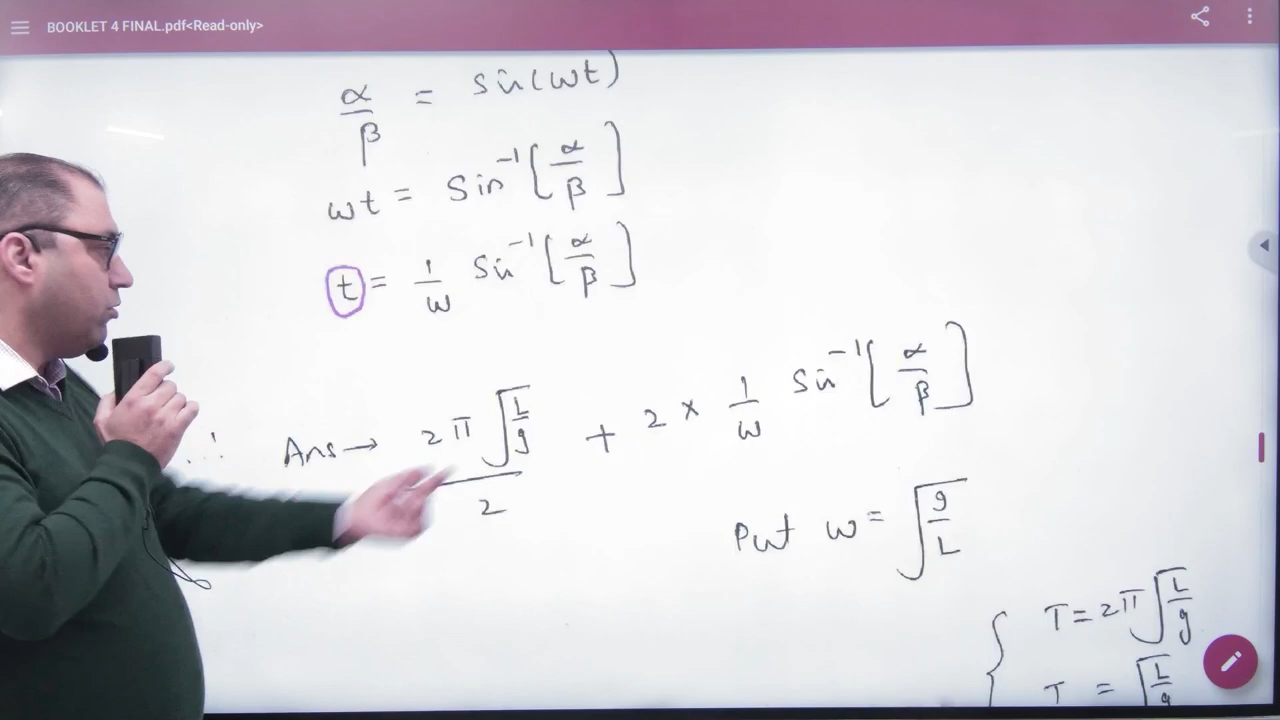 BOOKLET 4 FINAL.pdf<Read-only>
α/β = sin(ωt)
ωt = Sin⁻¹[α/β]
t = 1/ω Sin⁻¹[α/β]
∴ Ans → 2π√(L/g)/2 + 2 × 1/ω Sin⁻¹[α/β]
Put ω = √(g/L)
{ T = 2π√(L/g)
T = √(L/g)